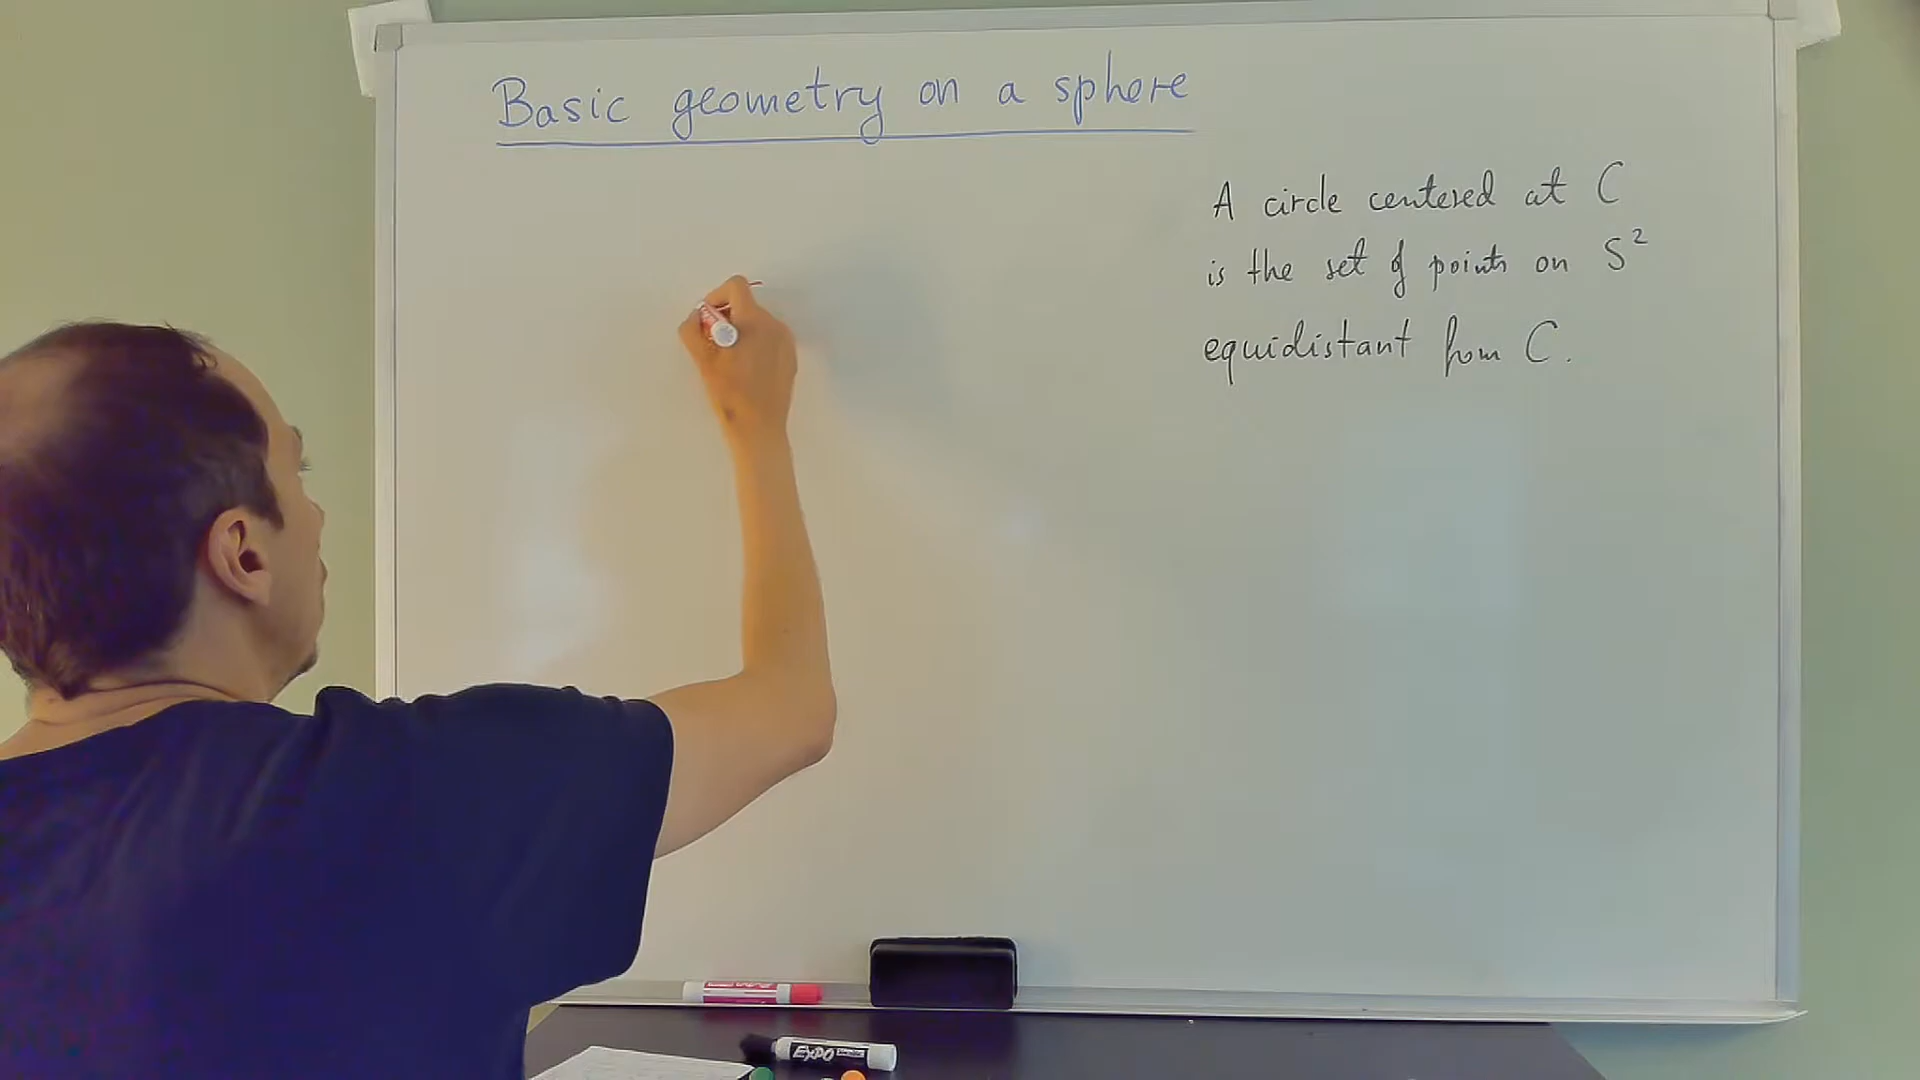 Basic geometry on a sphere
A circle centered at C
is the set of points on S²
equidistant from C.
EXPO